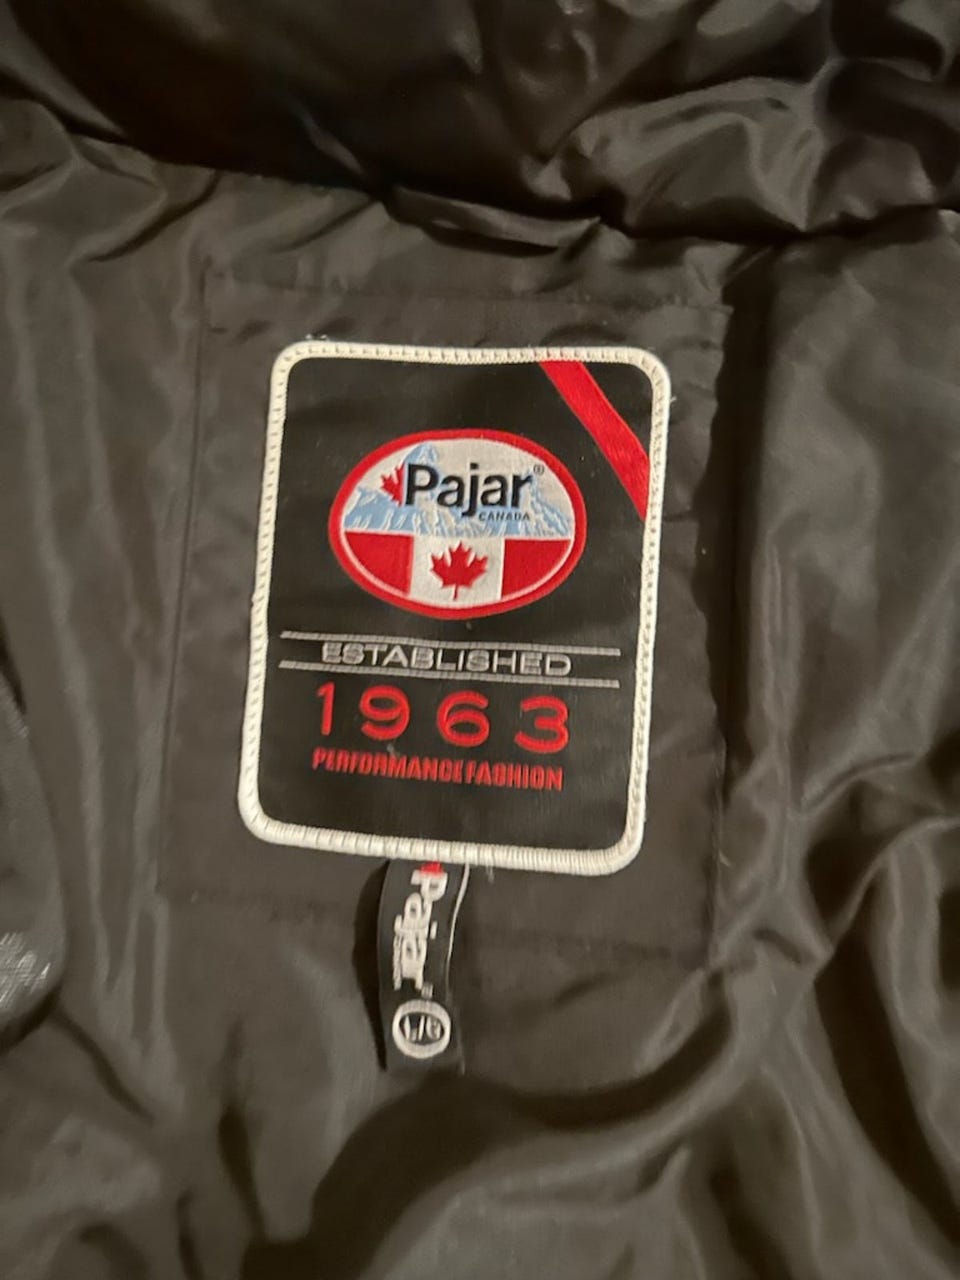 Pajar®
CANADA
ESTABLISHED
1963
PERFORMANCE FASHION
Pajar
L/G